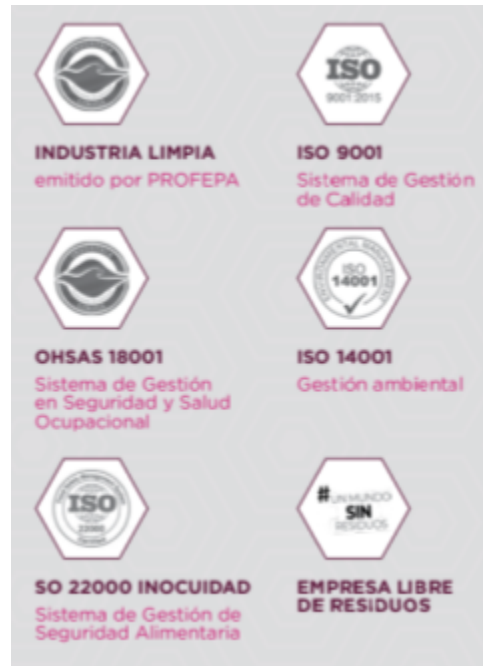 INDUSTRIA LIMPIA
emitido por PROFEPA
ISO
9001:2015
ISO 9001
Sistema de Gestión
de Calidad
OHSAS 18001
Sistema de Gestión
en Seguridad y Salud
Ocupacional
ENVIRONMENTAL MANAGEMENT
ISO
14001
ISO 14001
Gestión ambiental
ISO
22000
SO 22000 INOCUIDAD
Sistema de Gestión de
Seguridad Alimentaria
#UN MUNDO
SIN
RESIDUOS
EMPRESA LIBRE
DE RESIDUOS